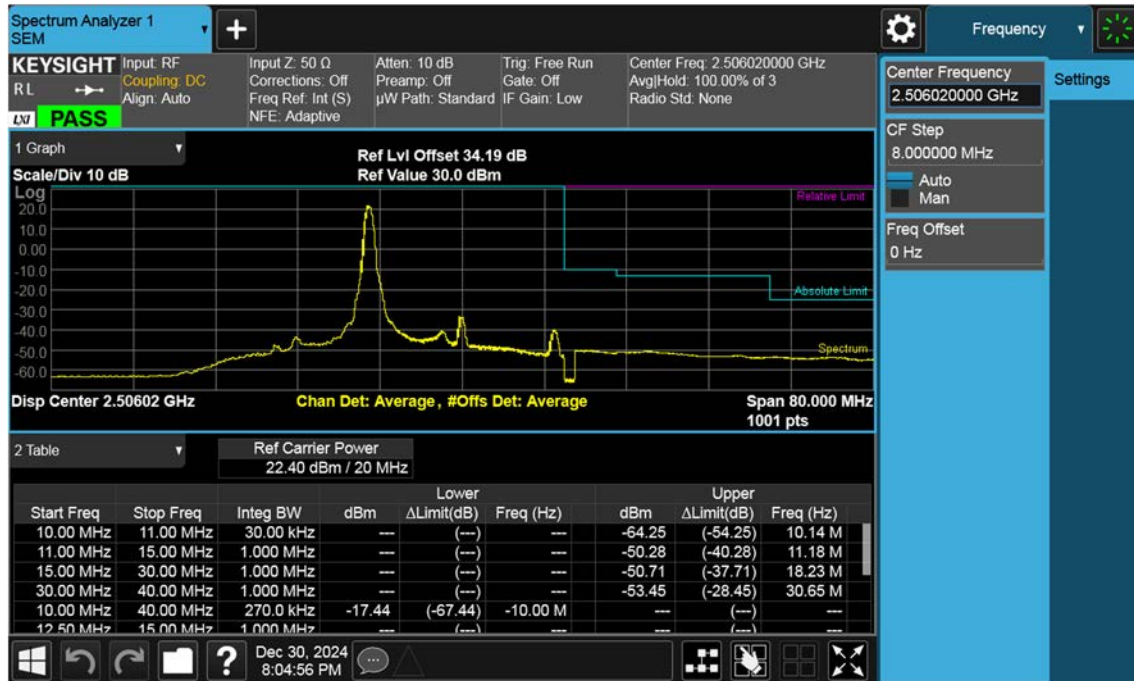 Spectrum Analyzer 1
SEM
Frequency
KEYSIGHT
RL
LXI PASS
Input: RF
Coupling: DC
Align: Auto
Input Z: 50 Ω
Corrections: Off
Freq Ref: Int (S)
NFE: Adaptive
Atten: 10 dB
Preamp: Off
µW Path: Standard
Trig: Free Run
Gate: Off
IF Gain: Low
Center Freq: 2.506020000 GHz
Avg|Hold: 100.00% of 3
Radio Std: None
Center Frequency
2.506020000 GHz
Settings
CF Step
8.000000 MHz
Auto
Man
Freq Offset
0 Hz
1 Graph
Scale/Div 10 dB
Ref Lvl Offset 34.19 dB
Ref Value 30.0 dBm
Log
20.0
10.0
0.00
-10.0
-20.0
-30.0
-40.0
-50.0
-60.0
Relative Limit
Absolute Limit
Spectrum
Disp Center 2.50602 GHz
Chan Det: Average, #Offs Det: Average
Span 80.000 MHz
1001 pts
2 Table
Ref Carrier Power
22.40 dBm / 20 MHz
Lower Upper
Start Freq Stop Freq Integ BW dBm ΔLimit(dB) Freq (Hz) dBm ΔLimit(dB) Freq (Hz)
10.00 MHz 11.00 MHz 30.00 kHz --- (---) --- -64.25 (-54.25) 10.14 M
11.00 MHz 15.00 MHz 1.000 MHz --- (---) --- -50.28 (-40.28) 11.18 M
15.00 MHz 30.00 MHz 1.000 MHz --- (---) --- -50.71 (-37.71) 18.23 M
30.00 MHz 40.00 MHz 1.000 MHz --- (---) --- -53.45 (-28.45) 30.65 M
10.00 MHz 40.00 MHz 270.0 kHz -17.44 (-67.44) -10.00 M --- (---) ---
12.50 MHz 15.00 MHz 1.000 MHz --- (---) --- --- (---) ---
?
Dec 30, 2024
8:04:56 PM